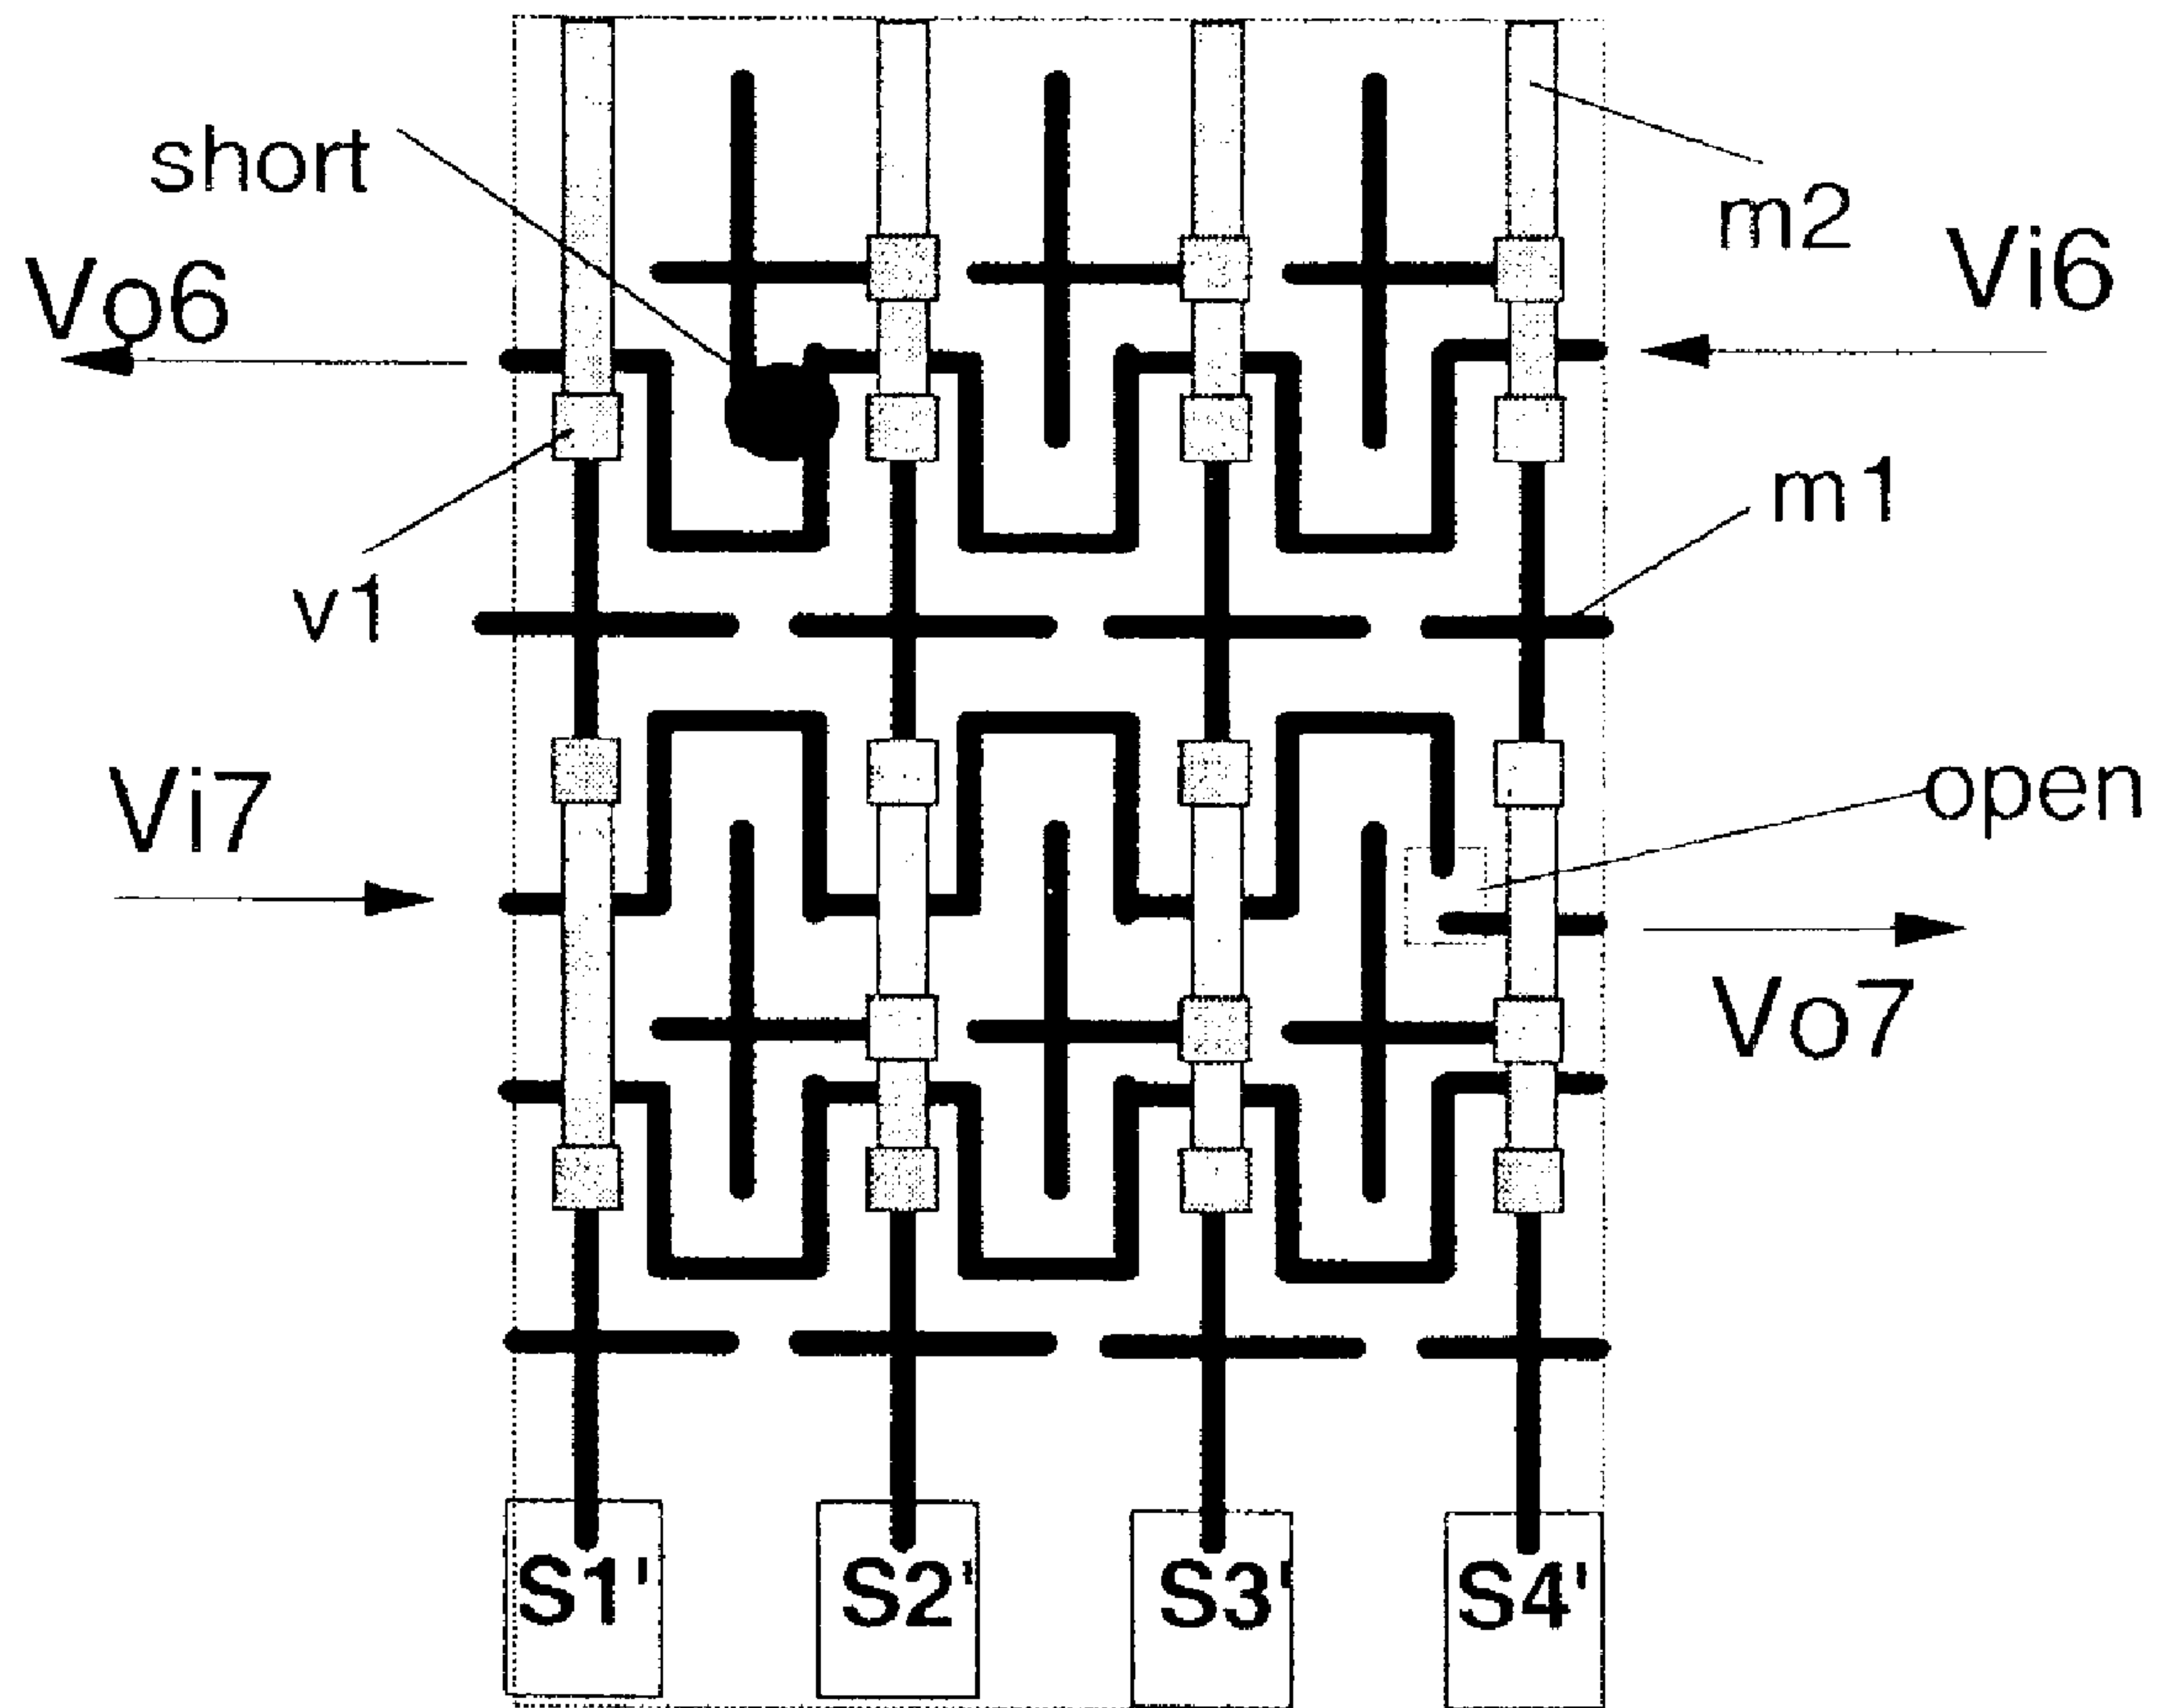 short
m2
Vo6
Vi6
m1
v1
Vi7
open
Vo7
S1' S2' S3' S4'